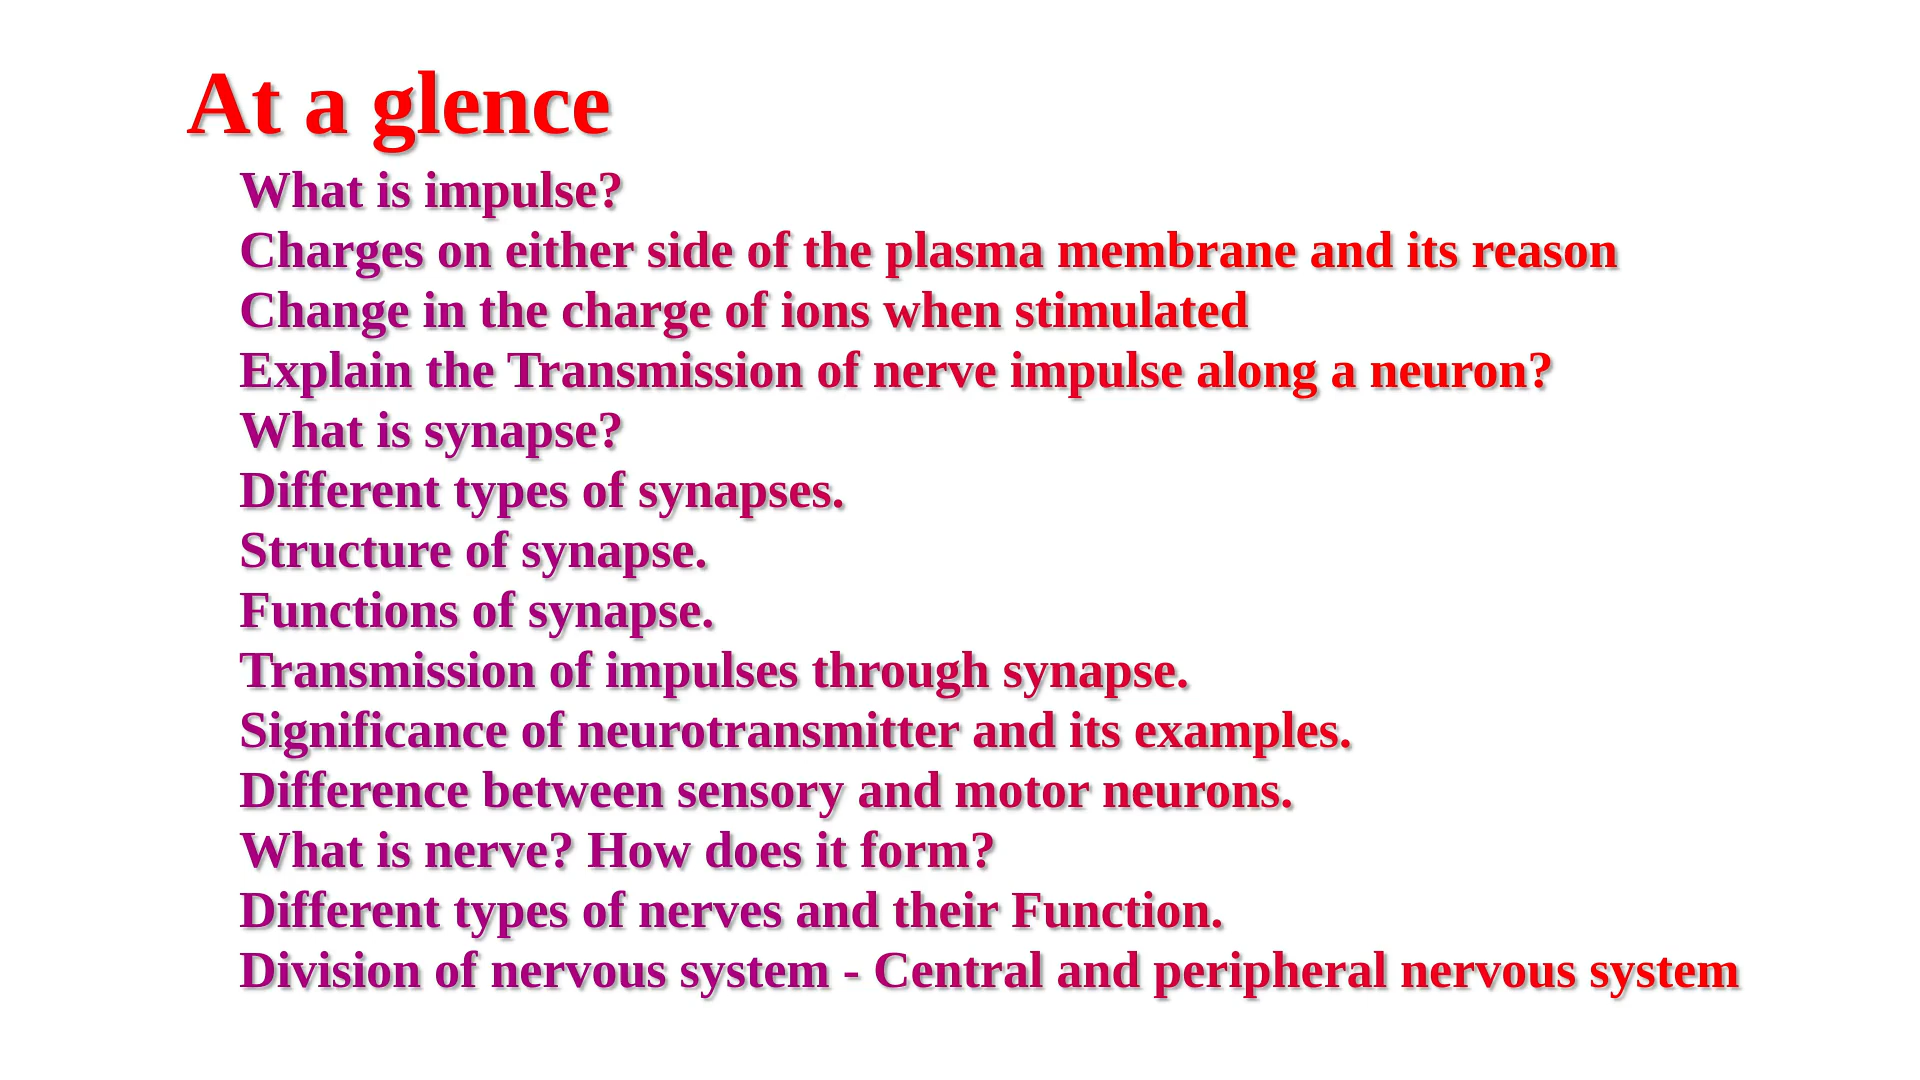 At a glence
What is impulse?
Charges on either side of the plasma membrane and its reason
Change in the charge of ions when stimulated
Explain the Transmission of nerve impulse along a neuron?
What is synapse?
Different types of synapses.
Structure of synapse.
Functions of synapse.
Transmission of impulses through synapse.
Significance of neurotransmitter and its examples.
Difference between sensory and motor neurons.
What is nerve? How does it form?
Different types of nerves and their Function.
Division of nervous system - Central and peripheral nervous system